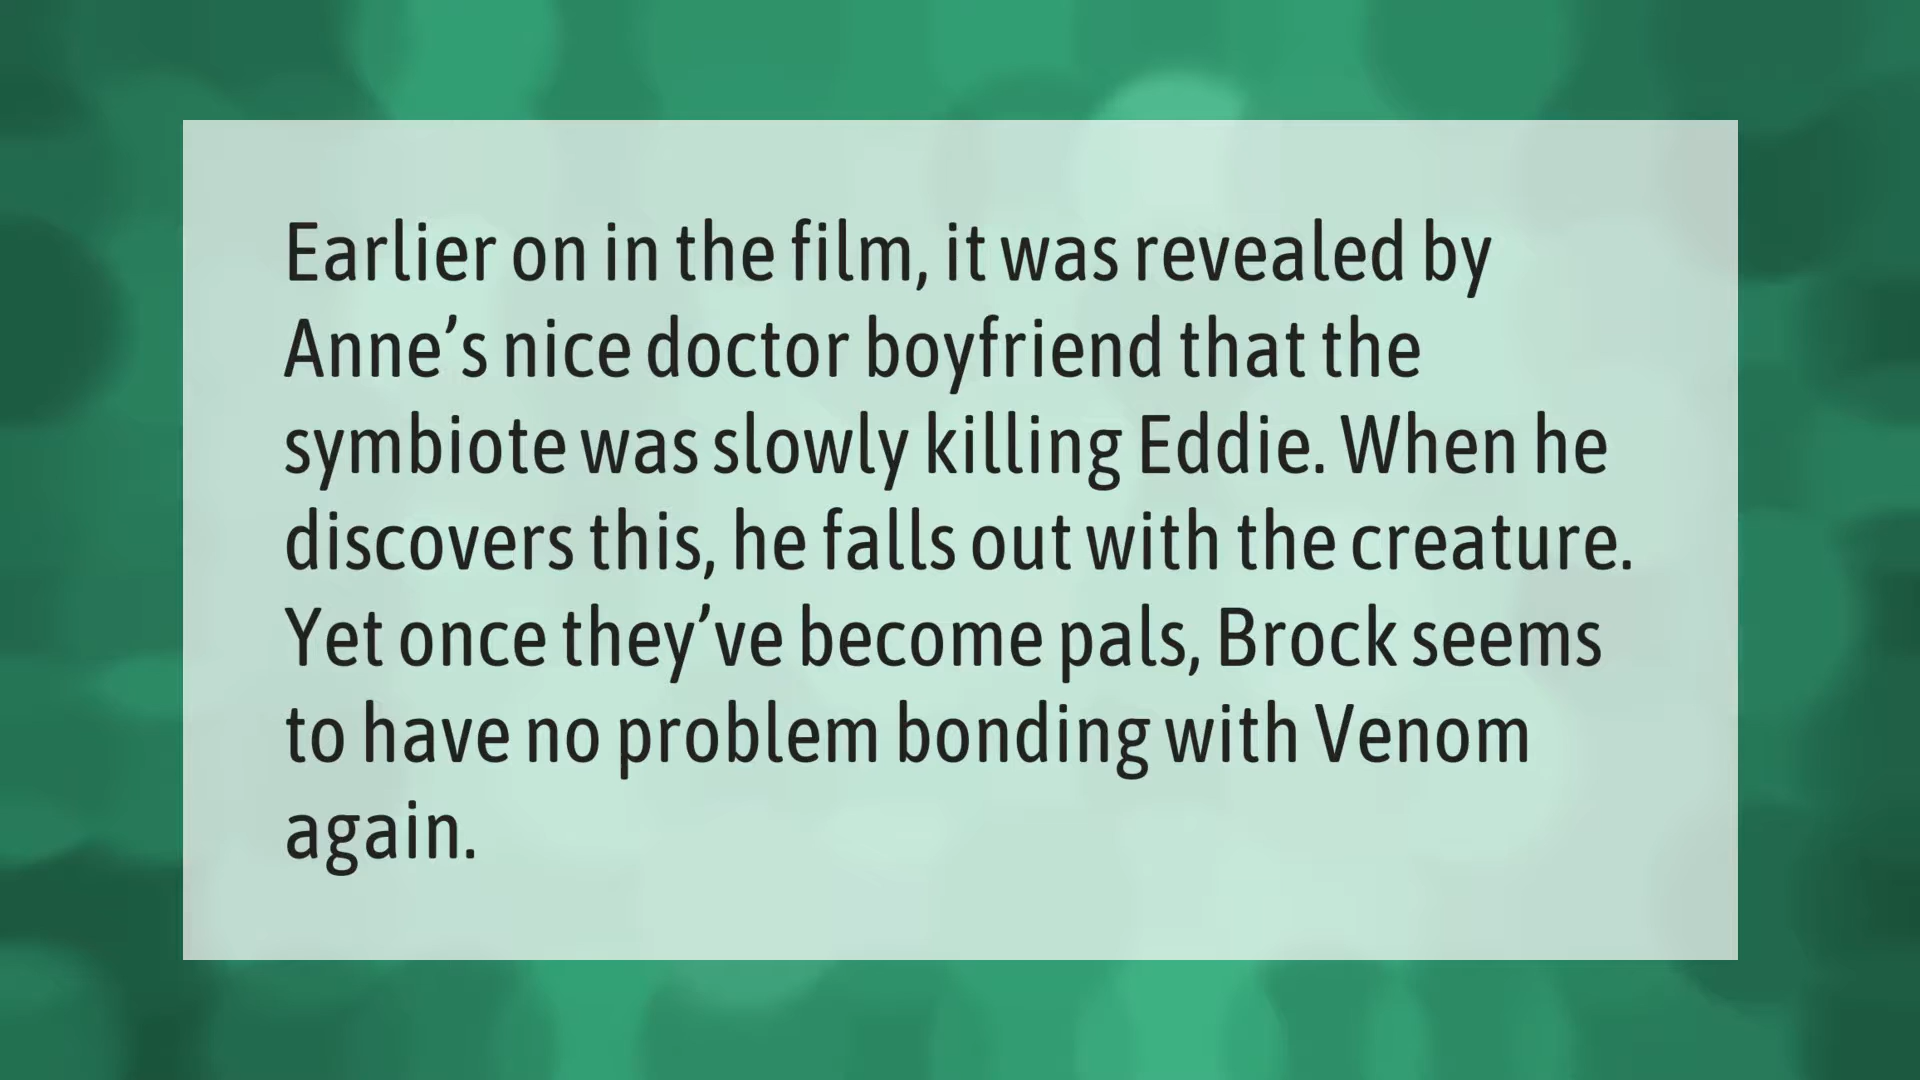 Earlier on in the film, it was revealed by
Anne’s nice doctor boyfriend that the
symbiote was slowly killing Eddie. When he
discovers this, he falls out with the creature.
Yet once they’ve become pals, Brock seems
to have no problem bonding with Venom
again.